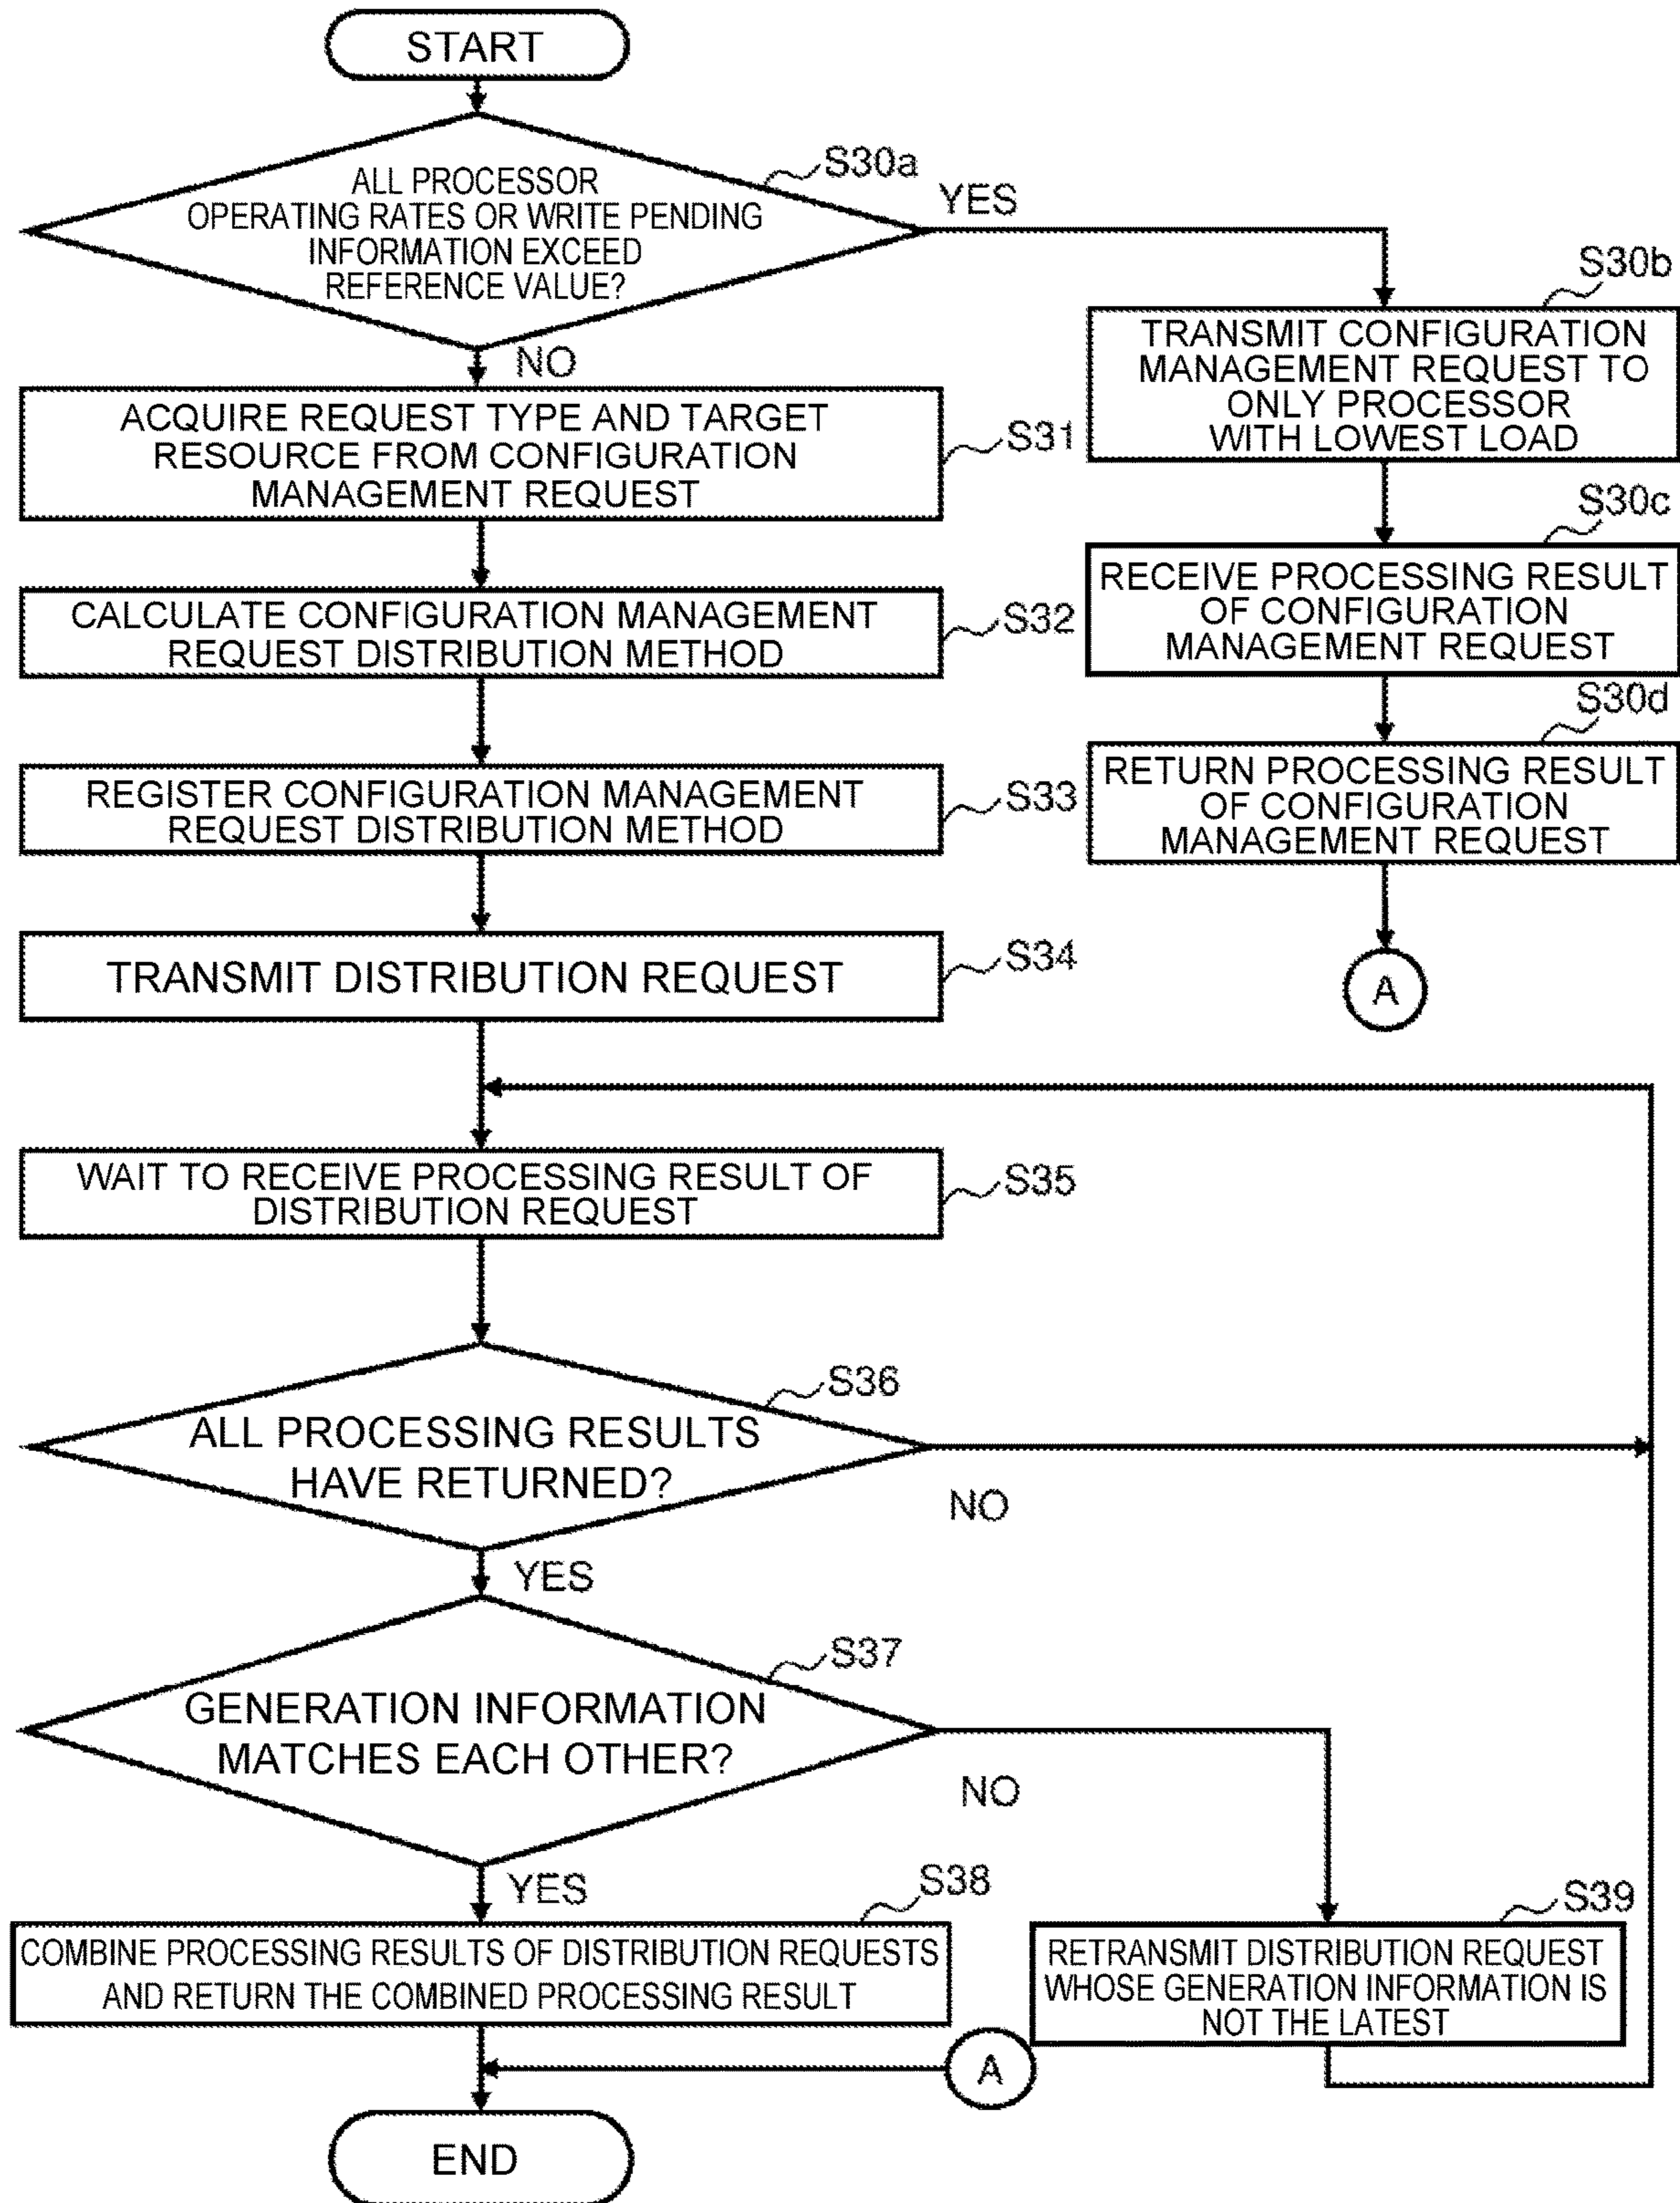 START
ALL PROCESSOR
OPERATING RATES OR WRITE PENDING
INFORMATION EXCEED
REFERENCE VALUE?
S30a
YES
NO
S30b
TRANSMIT CONFIGURATION
MANAGEMENT REQUEST TO
ONLY PROCESSOR
WITH LOWEST LOAD
S30c
RECEIVE PROCESSING RESULT
OF CONFIGURATION
MANAGEMENT REQUEST
S30d
RETURN PROCESSING RESULT
OF CONFIGURATION
MANAGEMENT REQUEST
A
ACQUIRE REQUEST TYPE AND TARGET
RESOURCE FROM CONFIGURATION
MANAGEMENT REQUEST
S31
CALCULATE CONFIGURATION MANAGEMENT
REQUEST DISTRIBUTION METHOD
S32
REGISTER CONFIGURATION MANAGEMENT
REQUEST DISTRIBUTION METHOD
S33
TRANSMIT DISTRIBUTION REQUEST
S34
WAIT TO RECEIVE PROCESSING RESULT OF
DISTRIBUTION REQUEST
S35
ALL PROCESSING RESULTS
HAVE RETURNED?
S36
NO
YES
GENERATION INFORMATION
MATCHES EACH OTHER?
S37
NO
YES
S38
COMBINE PROCESSING RESULTS OF DISTRIBUTION REQUESTS
AND RETURN THE COMBINED PROCESSING RESULT
S39
RETRANSMIT DISTRIBUTION REQUEST
WHOSE GENERATION INFORMATION IS
NOT THE LATEST
A
END